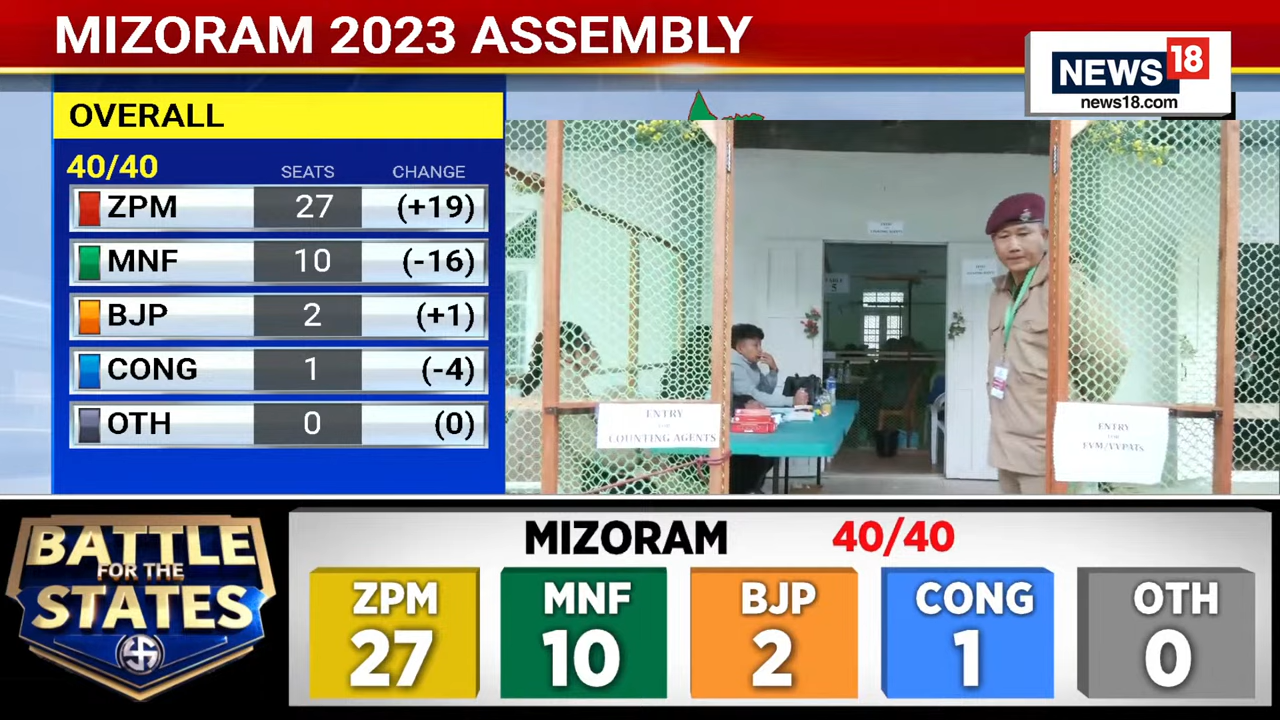 MIZORAM 2023 ASSEMBLY
NEWS 18
news18.com
OVERALL
40/40 SEATS CHANGE
ZPM 27 (+19)
MNF 10 (-16)
BJP 2 (+1)
CONG 1 (-4)
OTH 0 (0)
ENTRY
FOR
COUNTING AGENTS
ENTRY
FOR
EVM/VVPATs
BATTLE
FOR THE
STATES
MIZORAM 40/40
ZPM MNF BJP CONG OTH
27 10 2 1 0